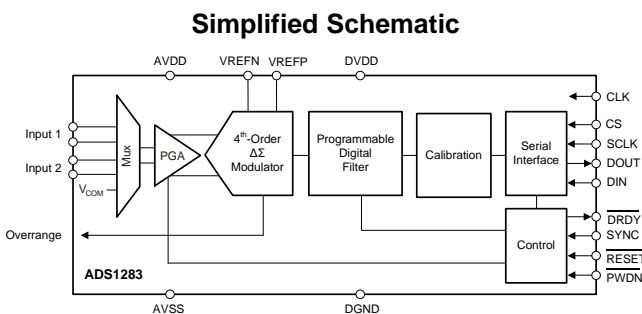 Simplified Schematic
AVDD
VREFN
VREFP
DVDD
CLK
CS
SCLK
DOUT
DIN
DRDY
SYNC
RESET
PWDN
Input 1
Input 2
VCOM
Mux
PGA
4th-Order
ΔΣ
Modulator
Programmable
Digital
Filter
Calibration
Serial
Interface
Control
Overrange
ADS1283
AVSS
DGND